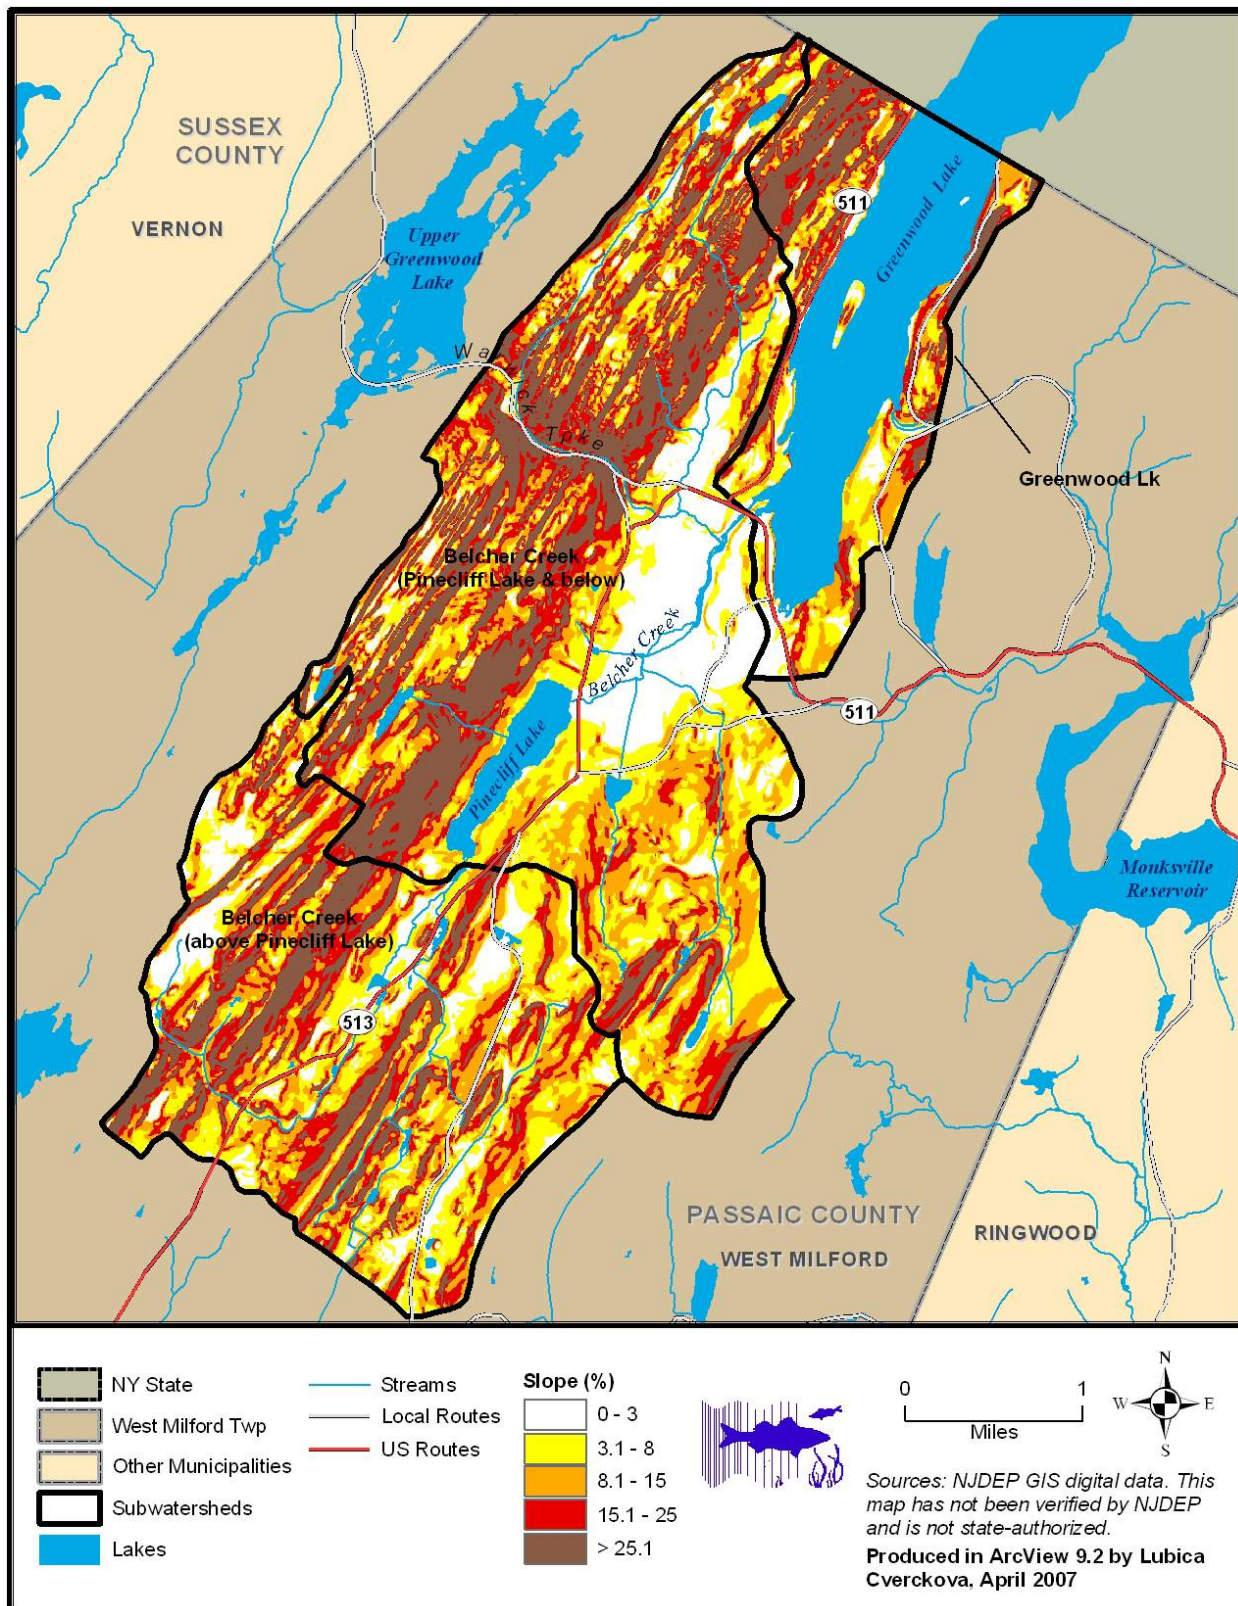 SUSSEX
COUNTY
VERNON
Upper
Greenwood
Lake
511
Greenwood Lake
Warwick
Tpke
Greenwood Lk
Belcher Creek
(Pinecliff Lake & below)
Belcher Creek
511
Pinecliff Lake
Monksville
Reservoir
Belcher Creek
(above Pinecliff Lake)
513
PASSAIC COUNTY
WEST MILFORD
RINGWOOD
NY State
West Milford Twp
Other Municipalities
Subwatersheds
Lakes
Streams
Local Routes
US Routes
Slope (%)
0 - 3
3.1 - 8
8.1 - 15
15.1 - 25
> 25.1
0 1
Miles
N
W E
S
Sources: NJDEP GIS digital data. This
map has not been verified by NJDEP
and is not state-authorized.
Produced in ArcView 9.2 by Lubica
Cverckova, April 2007